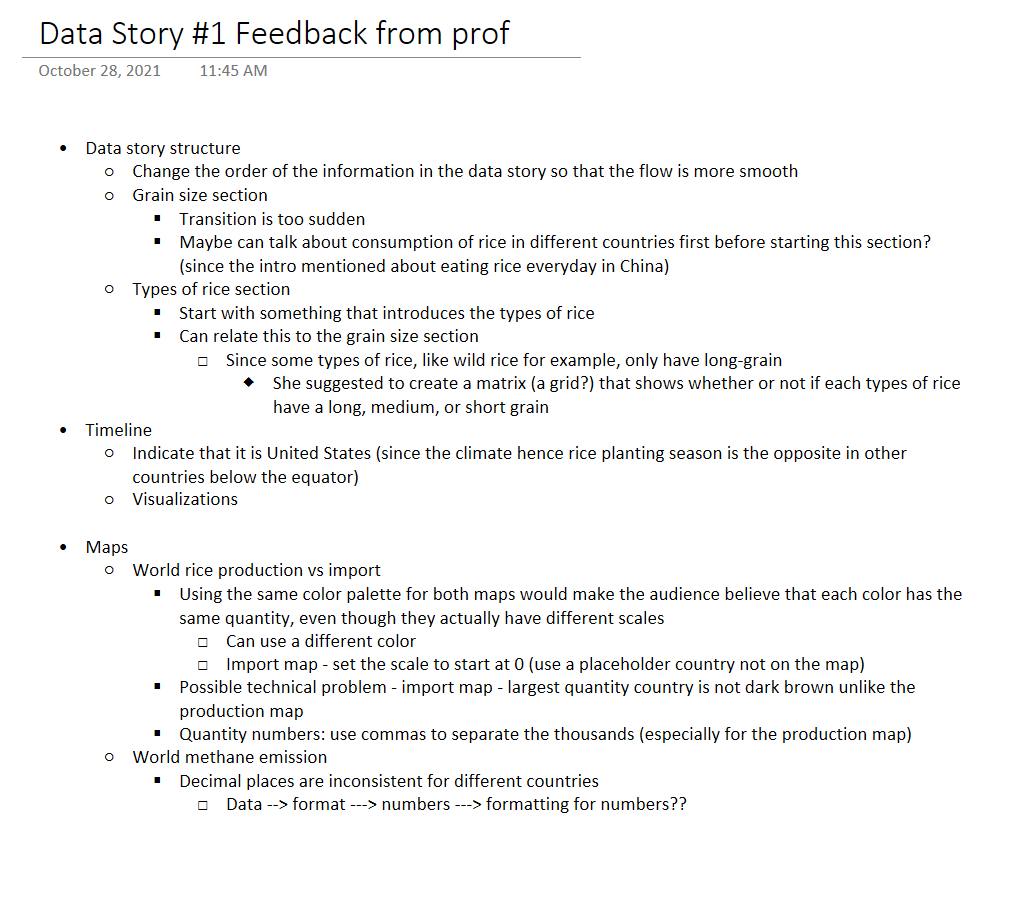 Data Story #1 Feedback from prof
October 28, 2021 11:45 AM
• Data story structure
○ Change the order of the information in the data story so that the flow is more smooth
○ Grain size section
▪ Transition is too sudden
▪ Maybe can talk about consumption of rice in different countries first before starting this section?
(since the intro mentioned about eating rice everyday in China)
○ Types of rice section
▪ Start with something that introduces the types of rice
▪ Can relate this to the grain size section
□ Since some types of rice, like wild rice for example, only have long-grain
◆ She suggested to create a matrix (a grid?) that shows whether or not if each types of rice
have a long, medium, or short grain
• Timeline
○ Indicate that it is United States (since the climate hence rice planting season is the opposite in other
countries below the equator)
○ Visualizations
• Maps
○ World rice production vs import
▪ Using the same color palette for both maps would make the audience believe that each color has the
same quantity, even though they actually have different scales
□ Can use a different color
□ Import map - set the scale to start at 0 (use a placeholder country not on the map)
▪ Possible technical problem - import map - largest quantity country is not dark brown unlike the
production map
▪ Quantity numbers: use commas to separate the thousands (especially for the production map)
○ World methane emission
▪ Decimal places are inconsistent for different countries
□ Data --> format ---> numbers ---> formatting for numbers??